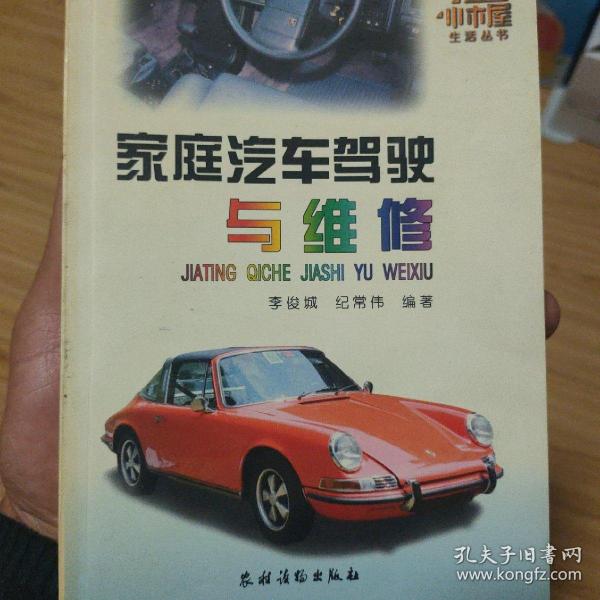 小木屋
生活丛书
家庭汽车驾驶
与维修
JIATING QICHE JIASHI YU WEIXIU
李俊城 纪常伟 编著
农村读物出版社
孔夫子旧书网
www.kongfz.com